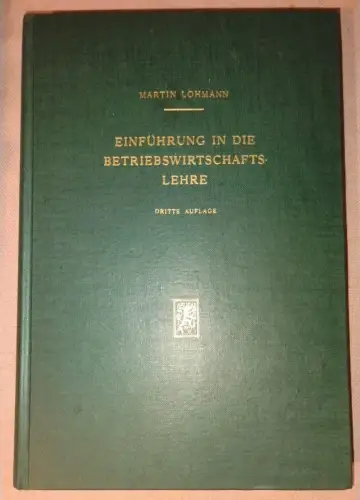 MARTIN LOHMANN
EINFÜHRUNG IN DIE
BETRIEBSWIRTSCHAFTS-
LEHRE
DRITTE AUFLAGE